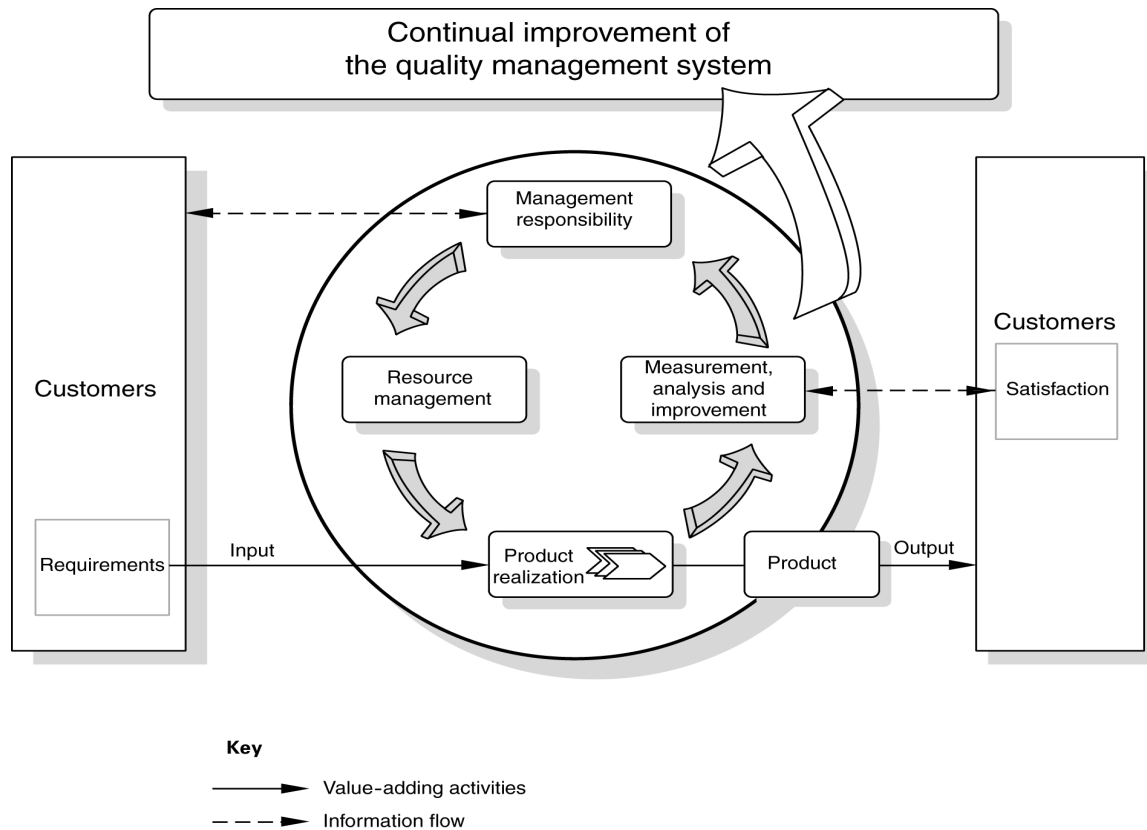 Continual improvement of
the quality management system
Management
responsibility
Customers
Customers
Resource
management
Measurement,
analysis and
improvement
Satisfaction
Requirements
Input
Product
realization
Product
Output
Key
Value-adding activities
Information flow